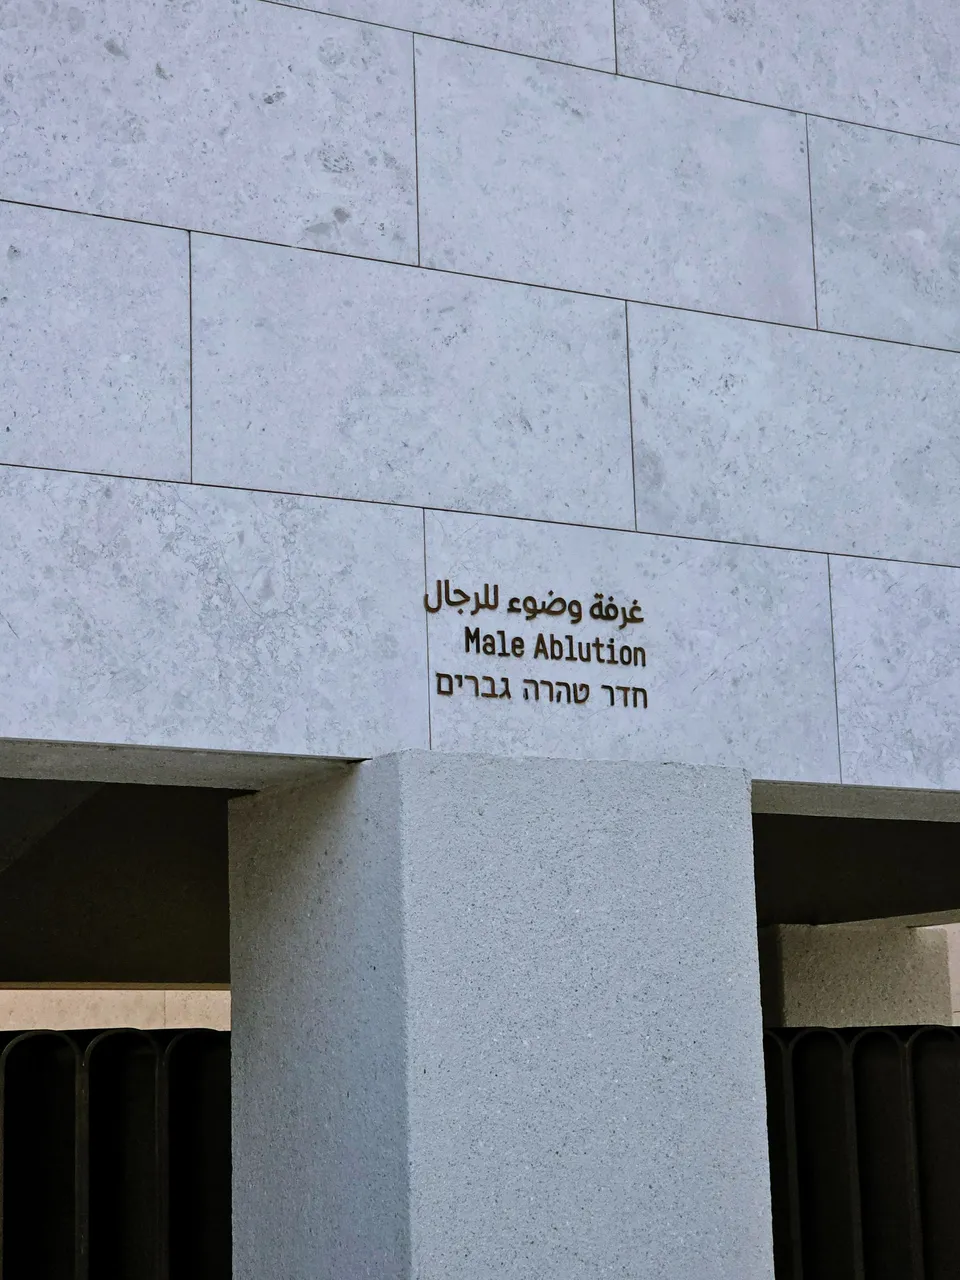 غرفة وضوء للرجال
Male Ablution
חדר טהרה גברים